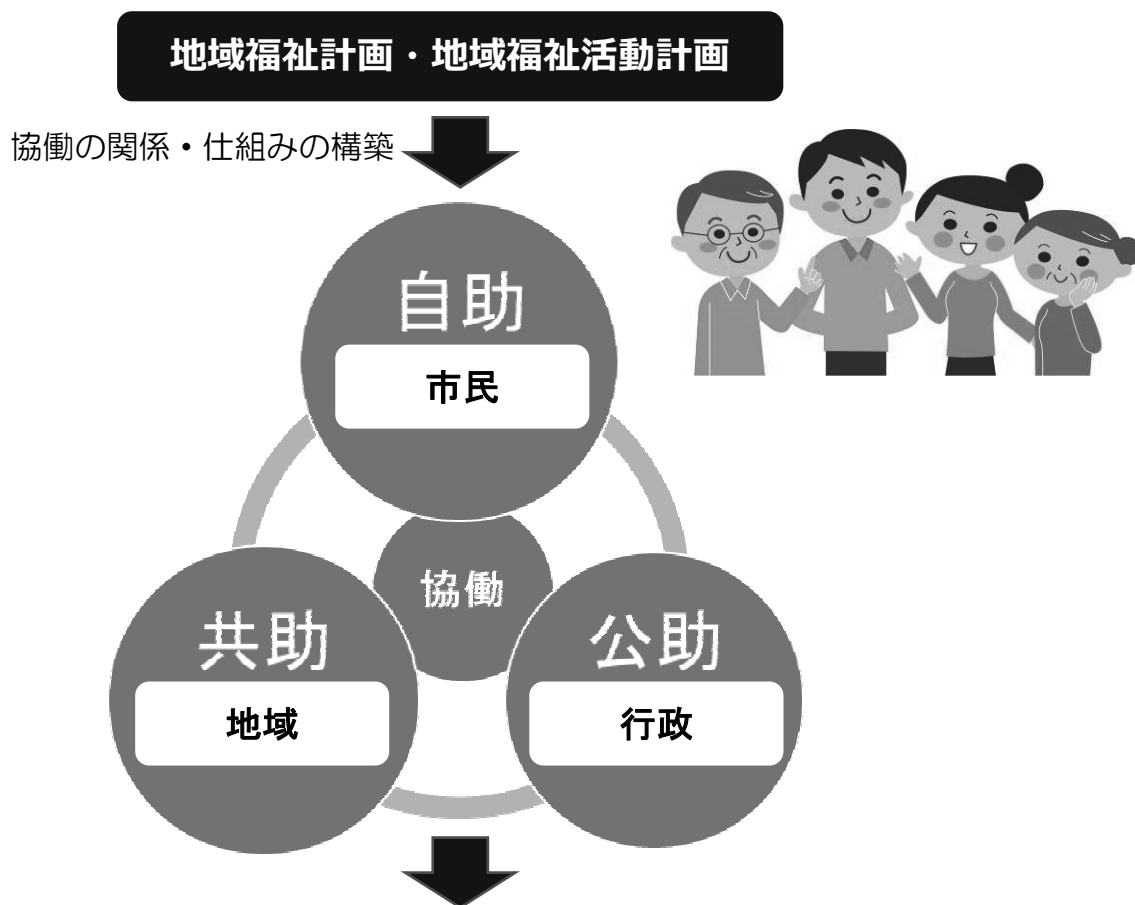 地域福祉計画・地域福祉活動計画
協働の関係・仕組みの構築
自助
市民
協働
共助
地域
公助
行政